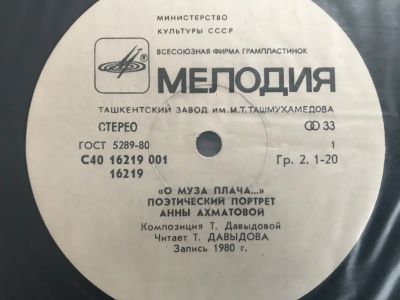 МИНИСТЕРСТВО
КУЛЬТУРЫ СССР
ВСЕСОЮЗНАЯ ФИРМА ГРАМПЛАСТИНОК
МЕЛОДИЯ
ТАШКЕНТСКИЙ ЗАВОД ИМ. М.Т. ТАШМУХАМЕДОВА
СТЕРЕО 33
ГОСТ 5289-80 1
С40 16219 001 Гр. 2. 1-20
16219
«О МУЗА ПЛАЧА...»
ПОЭТИЧЕСКИЙ ПОРТРЕТ
АННЫ АХМАТОВОЙ
Композиция Т. Давыдовой
Читает Т. ДАВЫДОВА
Запись 1980 г.